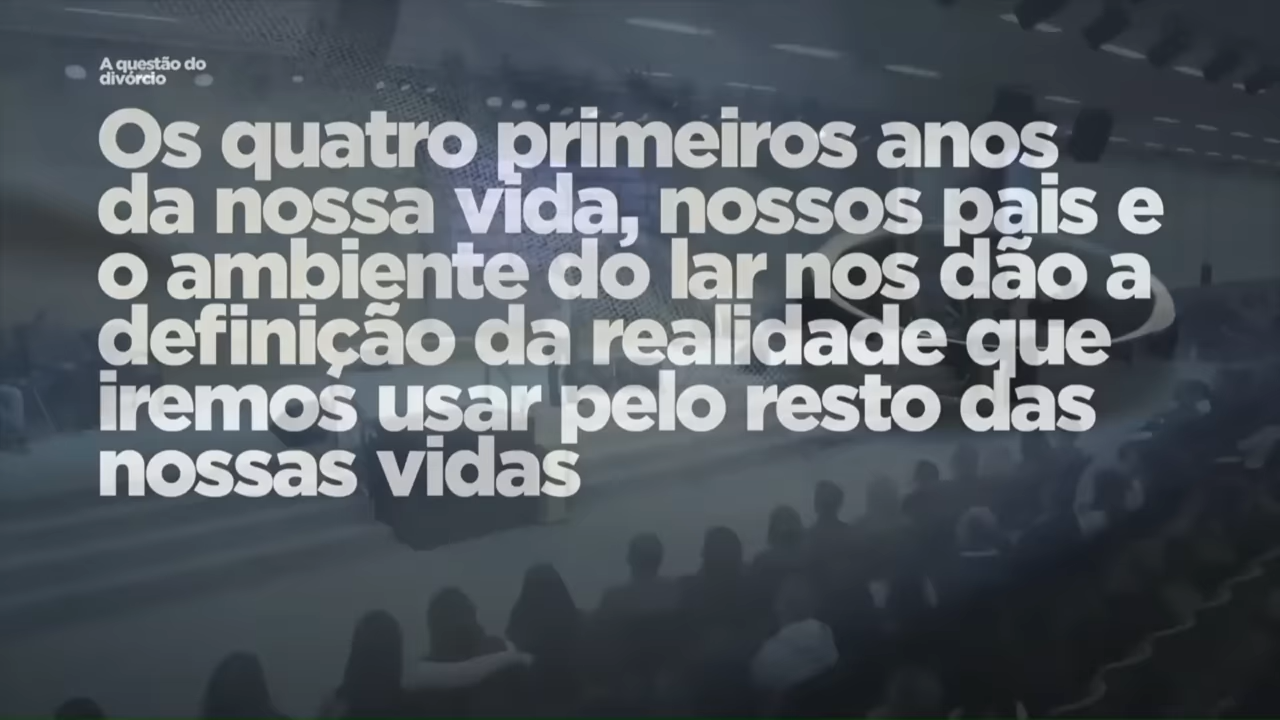 A questão do
divórcio
Os quatro primeiros anos
da nossa vida, nossos pais e
o ambiente do lar nos dão a
definição da realidade que
iremos usar pelo resto das
nossas vidas